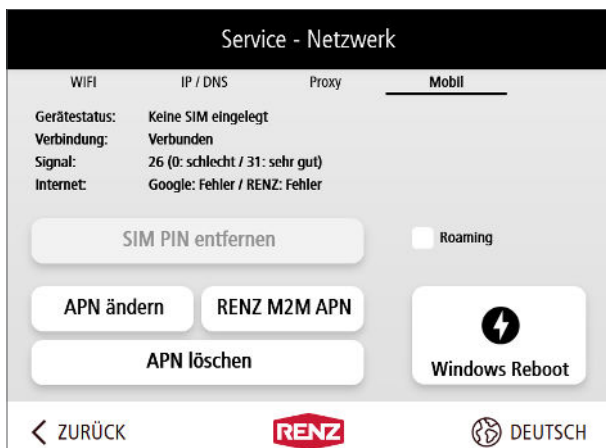 Service - Netzwerk
WIFI IP / DNS Proxy Mobil
Gerätestatus: Keine SIM eingelegt
Verbindung: Verbunden
Signal: 26 (0: schlecht / 31: sehr gut)
Internet: Google: Fehler / RENZ: Fehler
SIM PIN entfernen Roaming
APN ändern RENZ M2M APN
APN löschen Windows Reboot
ZURÜCK RENZ DEUTSCH